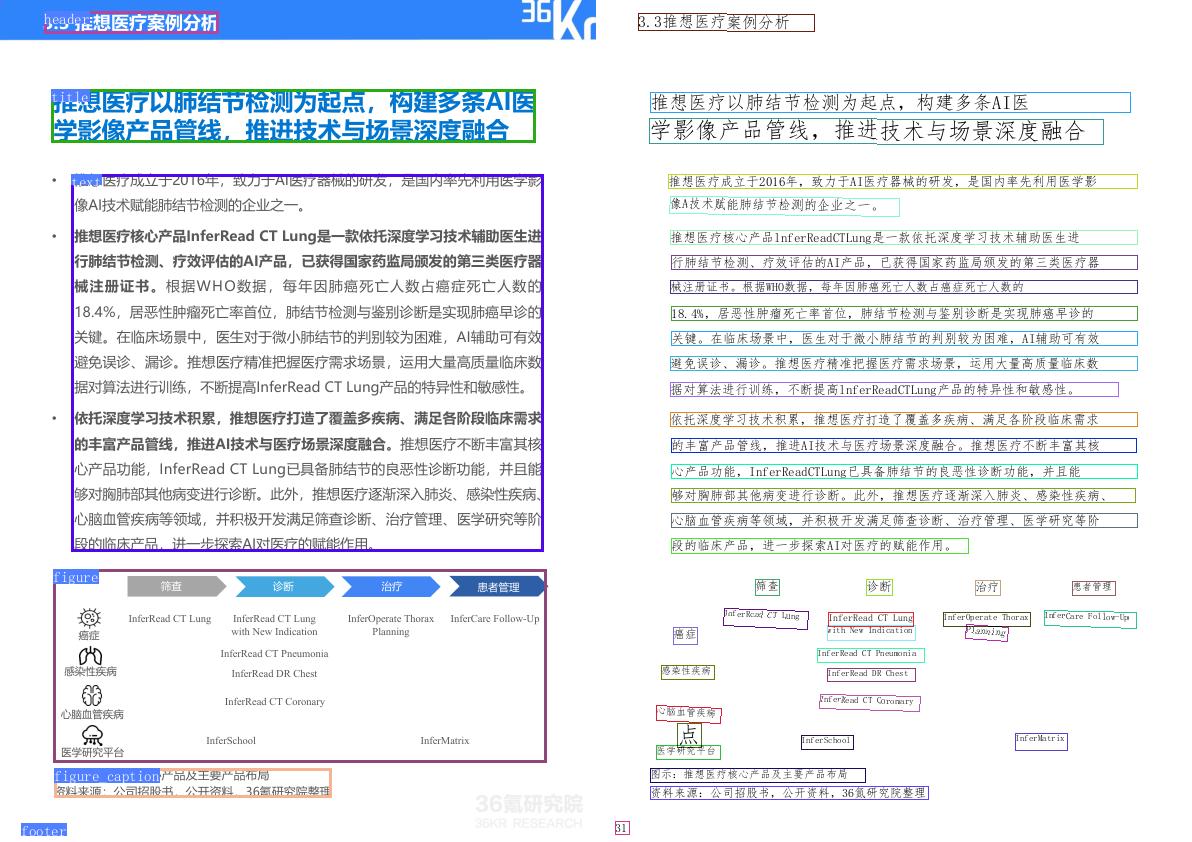 header
3.3 推想医疗案例分析
36Kr
title
推想医疗以肺结节检测为起点，构建多条AI医
学影像产品管线，推进技术与场景深度融合
text
• 推想医疗成立于2016年，致力于AI医疗器械的研发，是国内率先利用医学影
像AI技术赋能肺结节检测的企业之一。
• 推想医疗核心产品InferRead CT Lung是一款依托深度学习技术辅助医生进
行肺结节检测、疗效评估的AI产品，已获得国家药监局颁发的第三类医疗器
械注册证书。根据WHO数据，每年因肺癌死亡人数占癌症死亡人数的
18.4%，居恶性肿瘤死亡率首位，肺结节检测与鉴别诊断是实现肺癌早诊的
关键。在临床场景中，医生对于微小肺结节的判别较为困难，AI辅助可有效
避免误诊、漏诊。推想医疗精准把握医疗需求场景，运用大量高质量临床数
据对算法进行训练，不断提高InferRead CT Lung产品的特异性和敏感性。
• 依托深度学习技术积累，推想医疗打造了覆盖多疾病、满足各阶段临床需求
的丰富产品管线，推进AI技术与医疗场景深度融合。推想医疗不断丰富其核
心产品功能，InferRead CT Lung已具备肺结节的良恶性诊断功能，并且能
够对胸肺部其他病变进行诊断。此外，推想医疗逐渐深入肺炎、感染性疾病、
心脑血管疾病等领域，并积极开发满足筛查诊断、治疗管理、医学研究等阶
段的临床产品，进一步探索AI对医疗的赋能作用。
figure
筛查 诊断 治疗 患者管理
癌症 InferRead CT Lung InferRead CT Lung InferOperate Thorax InferCare Follow-Up
with New Indication Planning
感染性疾病 InferRead CT Pneumonia
InferRead DR Chest
心脑血管疾病 InferRead CT Coronary
医学研究平台 InferSchool InferMatrix
figure caption
产品及主要产品布局
资料来源：公司招股书，公开资料，36氪研究院整理
36氪研究院
36KR RESEARCH
footer
3.3推想医疗案例分析
推想医疗以肺结节检测为起点，构建多条AI医
学影像产品管线，推进技术与场景深度融合
推想医疗成立于2016年，致力于AI医疗器械的研发，是国内率先利用医学影
像A技术赋能肺结节检测的企业之一。
推想医疗核心产品InferReadCTLung是一款依托深度学习技术辅助医生进
行肺结节检测、疗效评估的AI产品，已获得国家药监局颁发的第三类医疗器
械注册证书。根据WHO数据，每年因肺癌死亡人数占癌症死亡人数的
18.4%，居恶性肿瘤死亡率首位，肺结节检测与鉴别诊断是实现肺癌早诊的
关键。在临床场景中，医生对于微小肺结节的判别较为困难，AI辅助可有效
避免误诊、漏诊。推想医疗精准把握医疗需求场景，运用大量高质量临床数
据对算法进行训练，不断提高InferReadCTLung产品的特异性和敏感性。
依托深度学习技术积累，推想医疗打造了覆盖多疾病、满足各阶段临床需求
的丰富产品管线，推进AI技术与医疗场景深度融合。推想医疗不断丰富其核
心产品功能，InferReadCTLung已具备肺结节的良恶性诊断功能，并且能
够对胸肺部其他病变进行诊断。此外，推想医疗逐渐深入肺炎、感染性疾病、
心脑血管疾病等领域，并积极开发满足筛查诊断、治疗管理、医学研究等阶
段的临床产品，进一步探索AI对医疗的赋能作用。
筛查 诊断 治疗 患者管理
InferRead CT Lung InferRead CT Lung InferOperate Thorax InferCare Follow-Up
癌症 with New Indication Planning
InferRead CT Pneumonia
感染性疾病 InferRead DR Chest
InferRead CT Coronary
心脑血管疾病
点
医学研究平台 InferSchool InferMatrix
图示：推想医疗核心产品及主要产品布局
资料来源：公司招股书，公开资料，36氪研究院整理
31